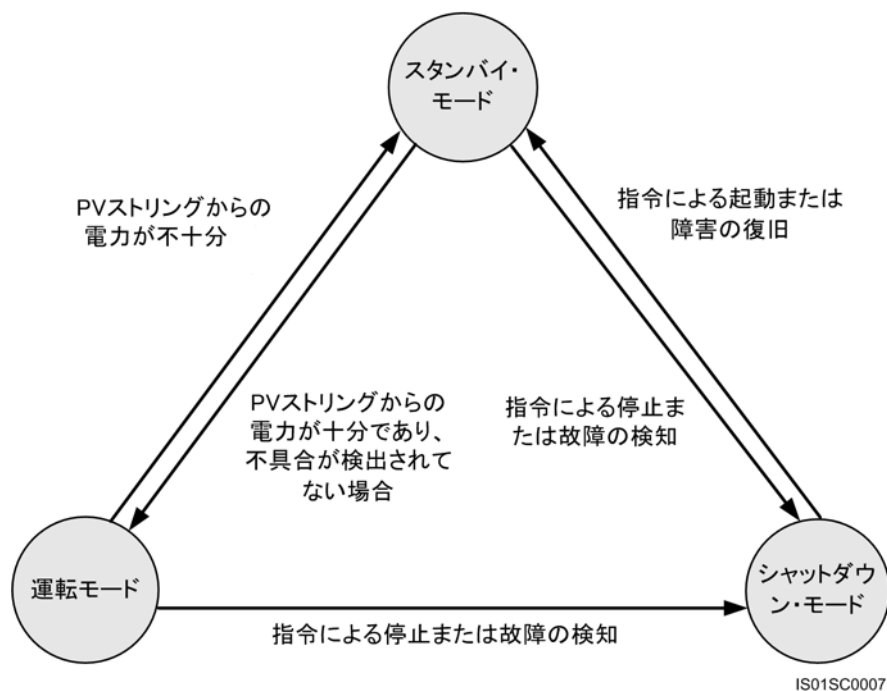 スタンバイ・
モード
PVストリングからの
電力が不十分
指令による起動または
障害の復旧
PVストリングからの
電力が十分であり、
不具合が検出されて
ない場合
指令による停止ま
たは故障の検知
運転モード
シャットダウ
ン・モード
指令による停止または故障の検知
IS01SC0007